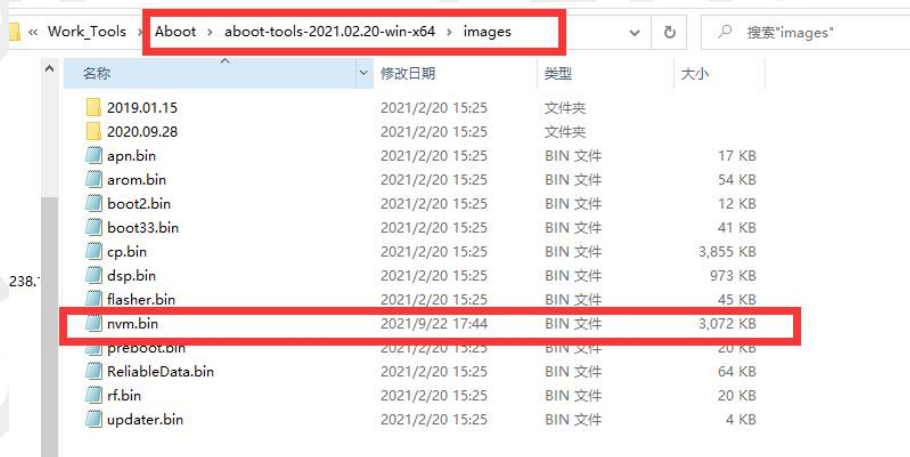 « Work_Tools › Aboot › aboot-tools-2021.02.20-win-x64 › images 搜索"images"
名称 修改日期 类型 大小
2019.01.15 2021/2/20 15:25 文件夹
2020.09.28 2021/2/20 15:25 文件夹
apn.bin 2021/2/20 15:25 BIN 文件 17 KB
arom.bin 2021/2/20 15:25 BIN 文件 54 KB
boot2.bin 2021/2/20 15:25 BIN 文件 12 KB
boot33.bin 2021/2/20 15:25 BIN 文件 41 KB
cp.bin 2021/2/20 15:25 BIN 文件 3,855 KB
238. dsp.bin 2021/2/20 15:25 BIN 文件 973 KB
flasher.bin 2021/2/20 15:25 BIN 文件 45 KB
nvm.bin 2021/9/22 17:44 BIN 文件 3,072 KB
preboot.bin 2021/2/20 15:25 BIN 文件 20 KB
ReliableData.bin 2021/2/20 15:25 BIN 文件 64 KB
rf.bin 2021/2/20 15:25 BIN 文件 20 KB
updater.bin 2021/2/20 15:25 BIN 文件 4 KB